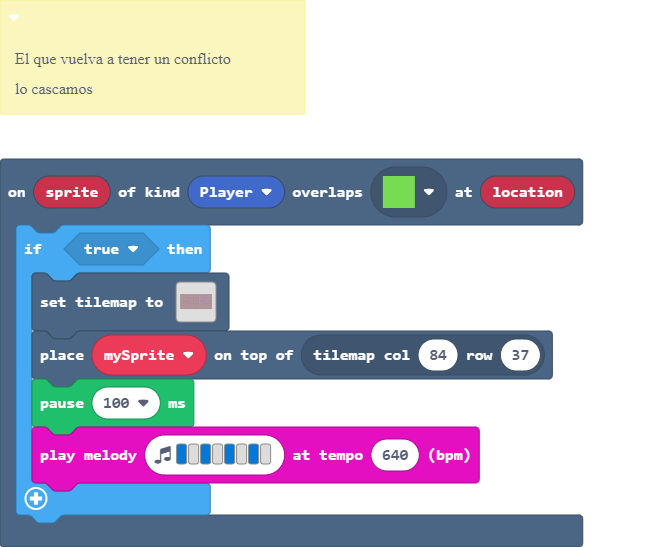 El que vuelva a tener un conflicto
lo cascamos
on sprite of kind Player overlaps at location
if true then
set tilemap to
place mySprite on top of tilemap col 84 row 37
pause 100 ms
play melody at tempo 640 (bpm)